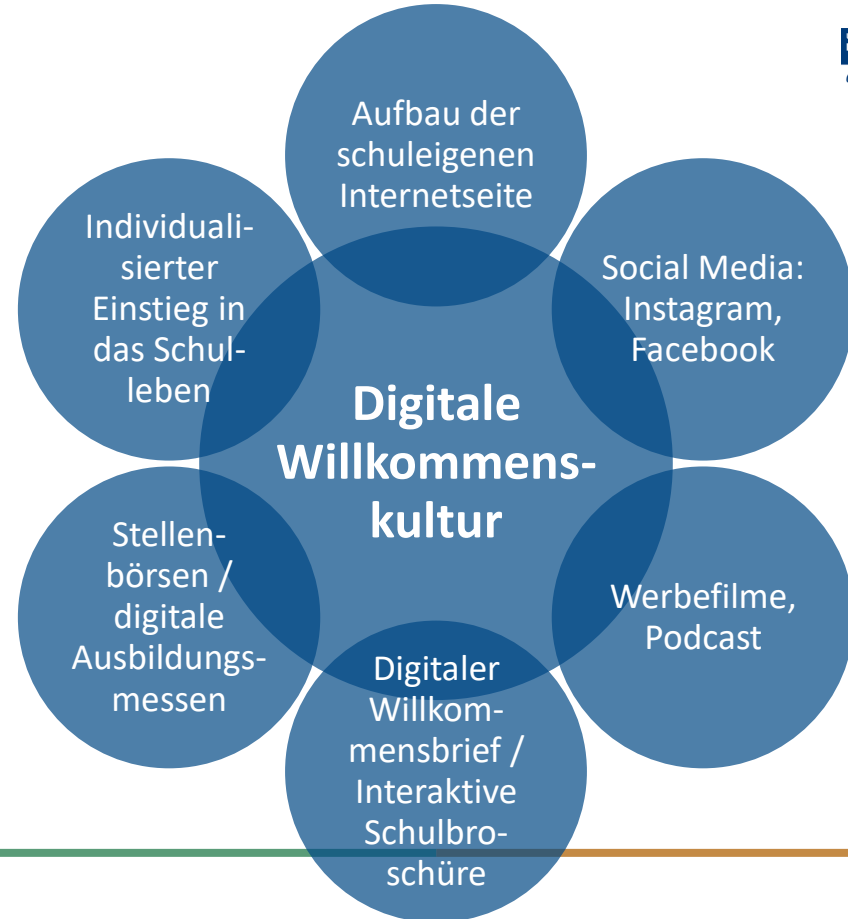 Aufbau der
schuleigenen
Internetseite
Social Media:
Instagram,
Facebook
Werbefilme,
Podcast
Digitaler
Willkom-
mensbrief /
Interaktive
Schulbro-
schüre
Stellen-
börsen /
digitale
Ausbildungs-
messen
Individuali-
sierter
Einstieg in
das Schul-
leben
Digitale
Willkommens-
kultur